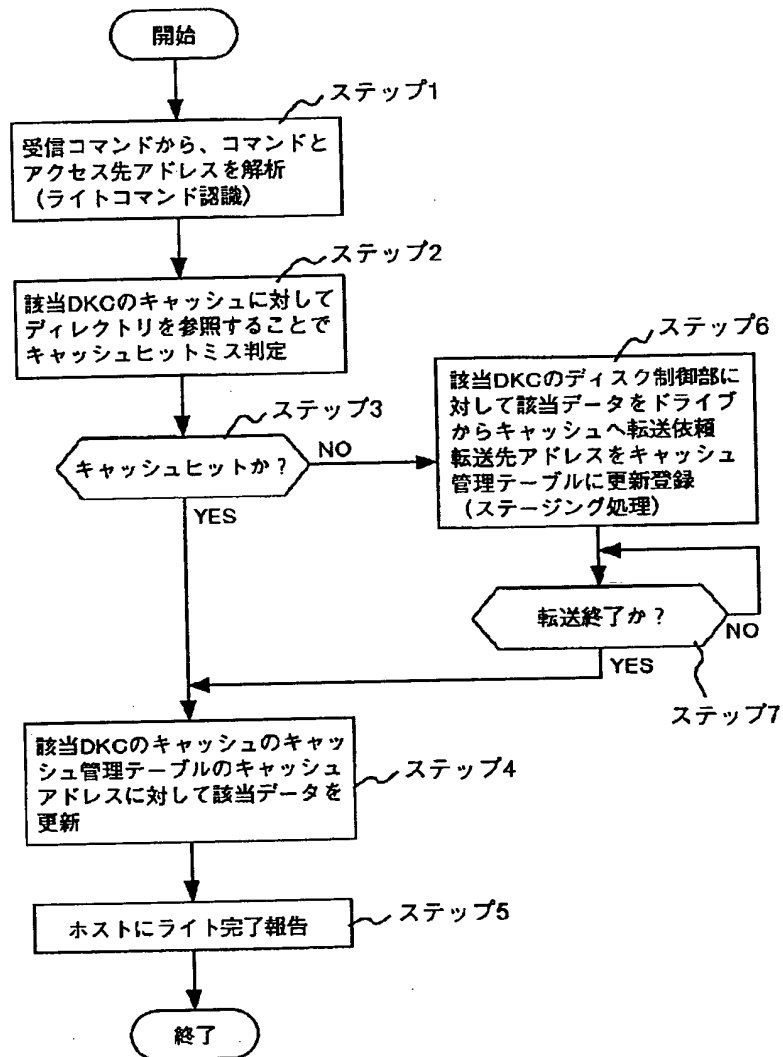 開始
ステップ1
受信コマンドから、コマンドと
アクセス先アドレスを解析
(ライトコマンド認識)
ステップ2
該当DKCのキャッシュに対して
ディレクトリを参照することで
キャッシュヒットミス判定
ステップ3
キャッシュヒットか?
NO
YES
ステップ6
該当DKCのディスク制御部に
対して該当データをドライブ
からキャッシュへ転送依頼
転送先アドレスをキャッシュ
管理テーブルに更新登録
(ステージング処理)
転送終了か?
NO
YES
ステップ7
該当DKCのキャッシュのキャッ
シュ管理テーブルのキャッシュ
アドレスに対して該当データを
更新
ステップ4
ホストにライト完了報告
ステップ5
終了